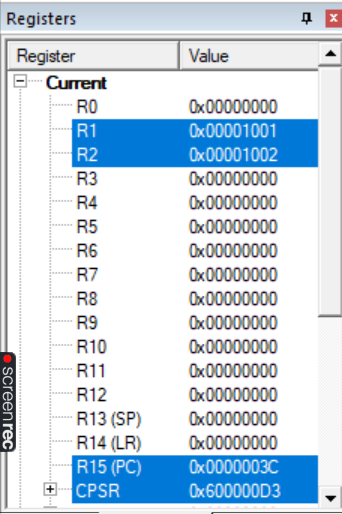 Registers
Register Value
Current
R0 0x00000000
R1 0x00001001
R2 0x00001002
R3 0x00000000
R4 0x00000000
R5 0x00000000
R6 0x00000000
R7 0x00000000
R8 0x00000000
R9 0x00000000
R10 0x00000000
R11 0x00000000
R12 0x00000000
R13 (SP) 0x00000000
R14 (LR) 0x00000000
R15 (PC) 0x0000003C
CPSR 0x600000D3
screenrec